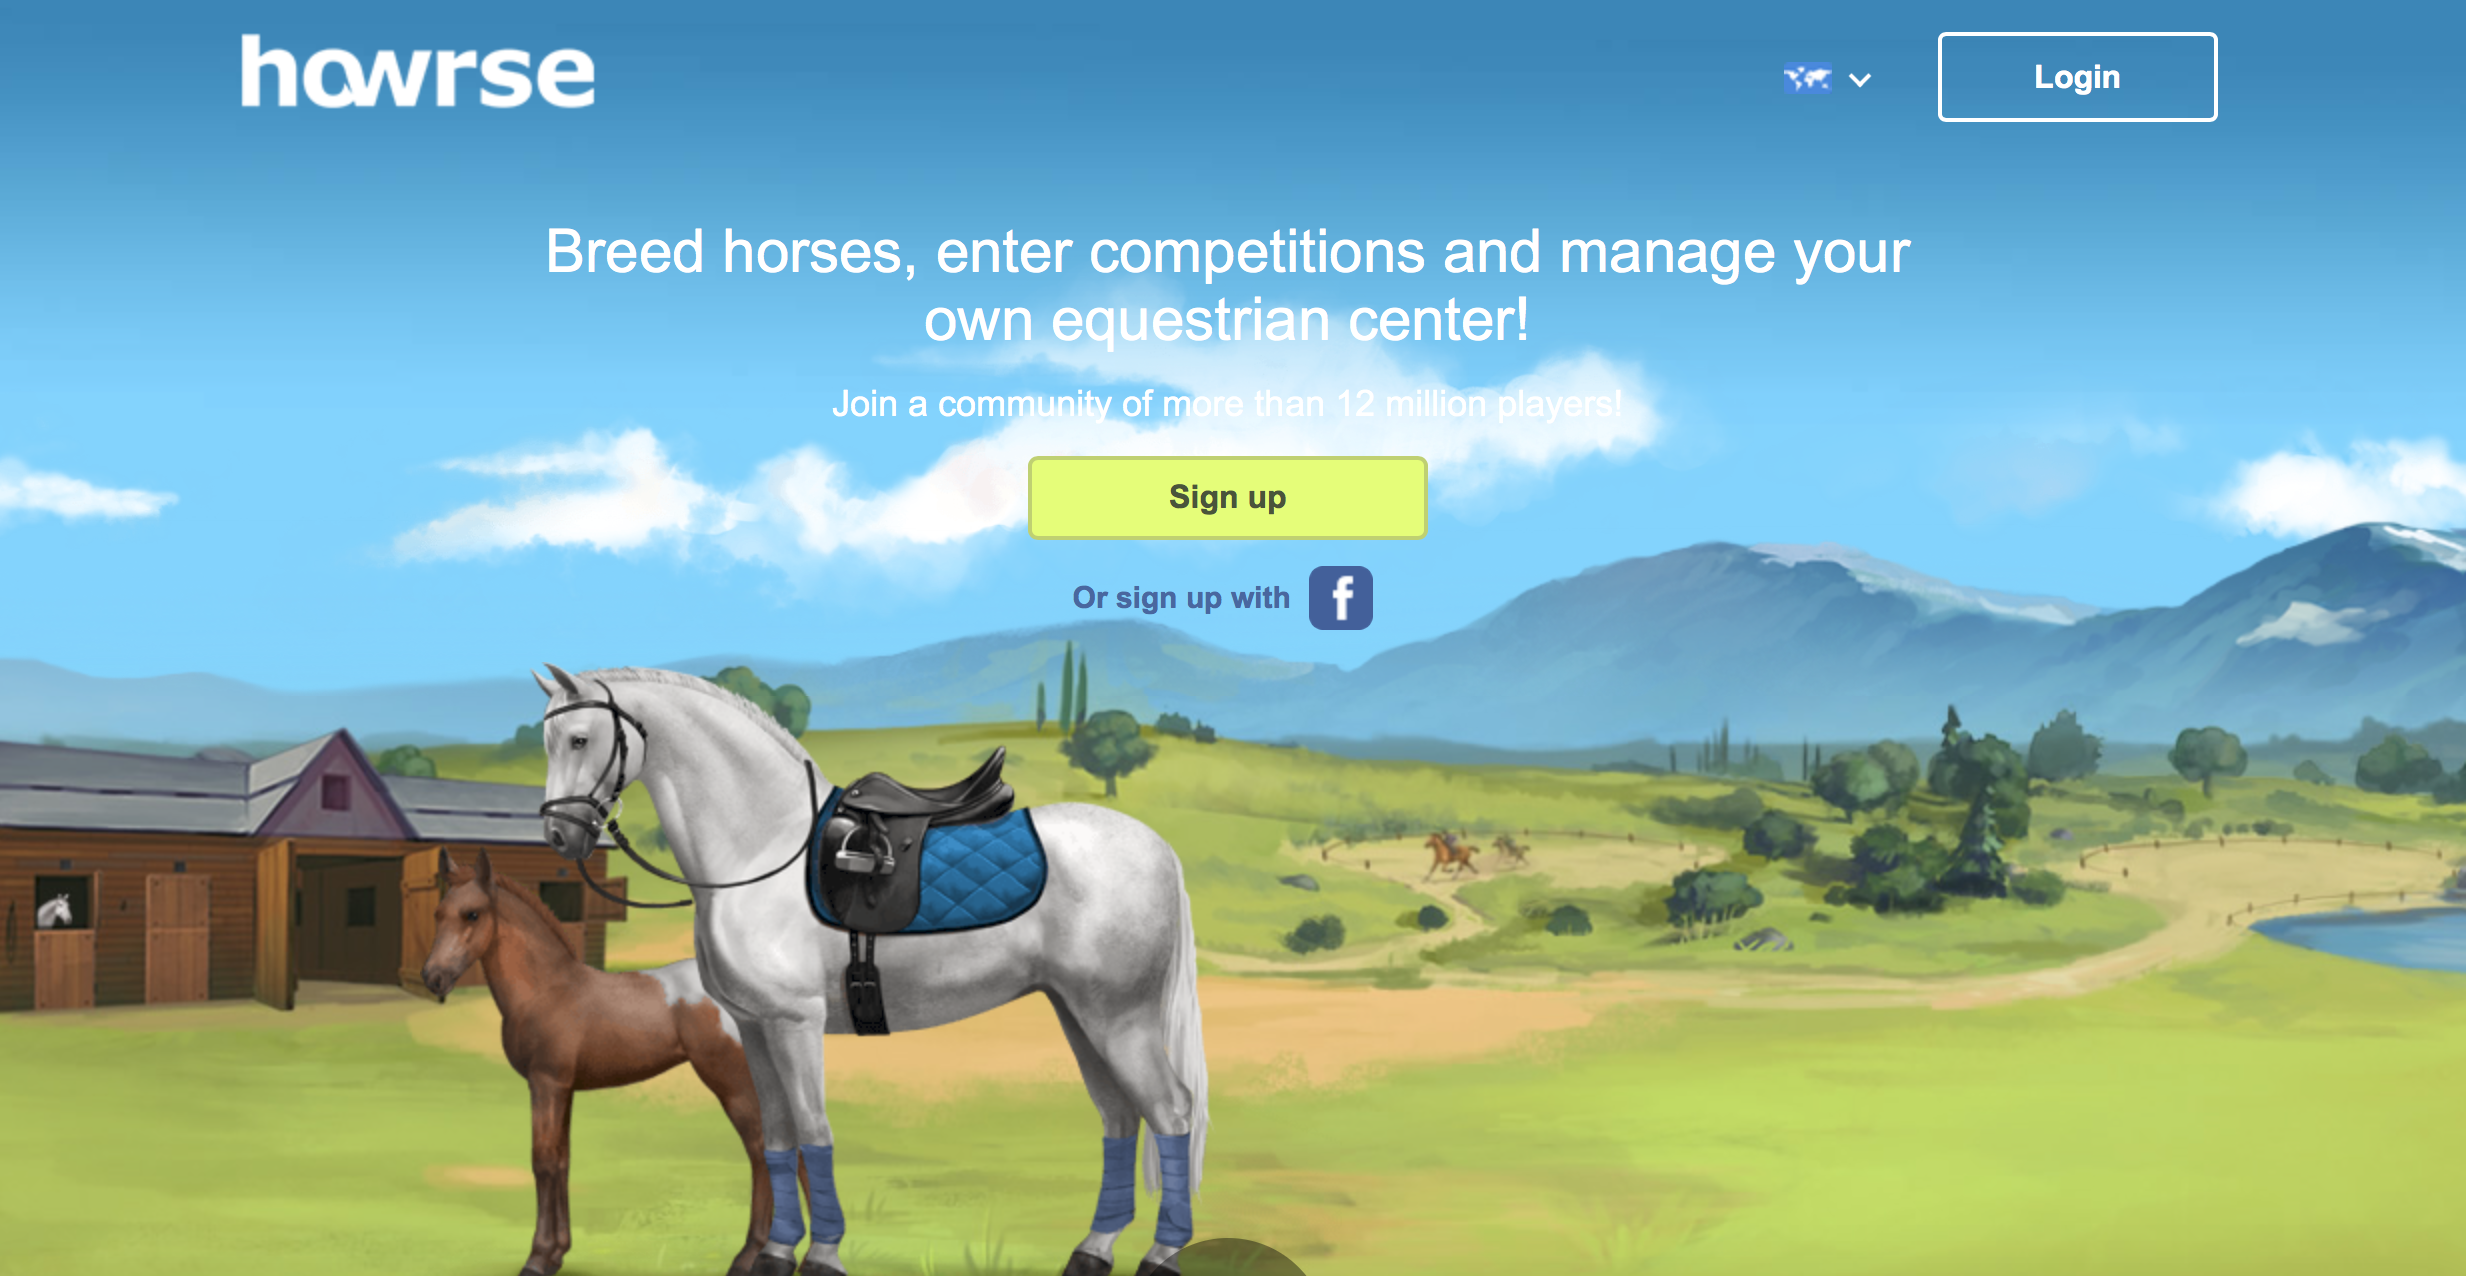 howrse
Login
Breed horses, enter competitions and manage your
own equestrian center!
Join a community of more than 12 million players!
Sign up
Or sign up with f